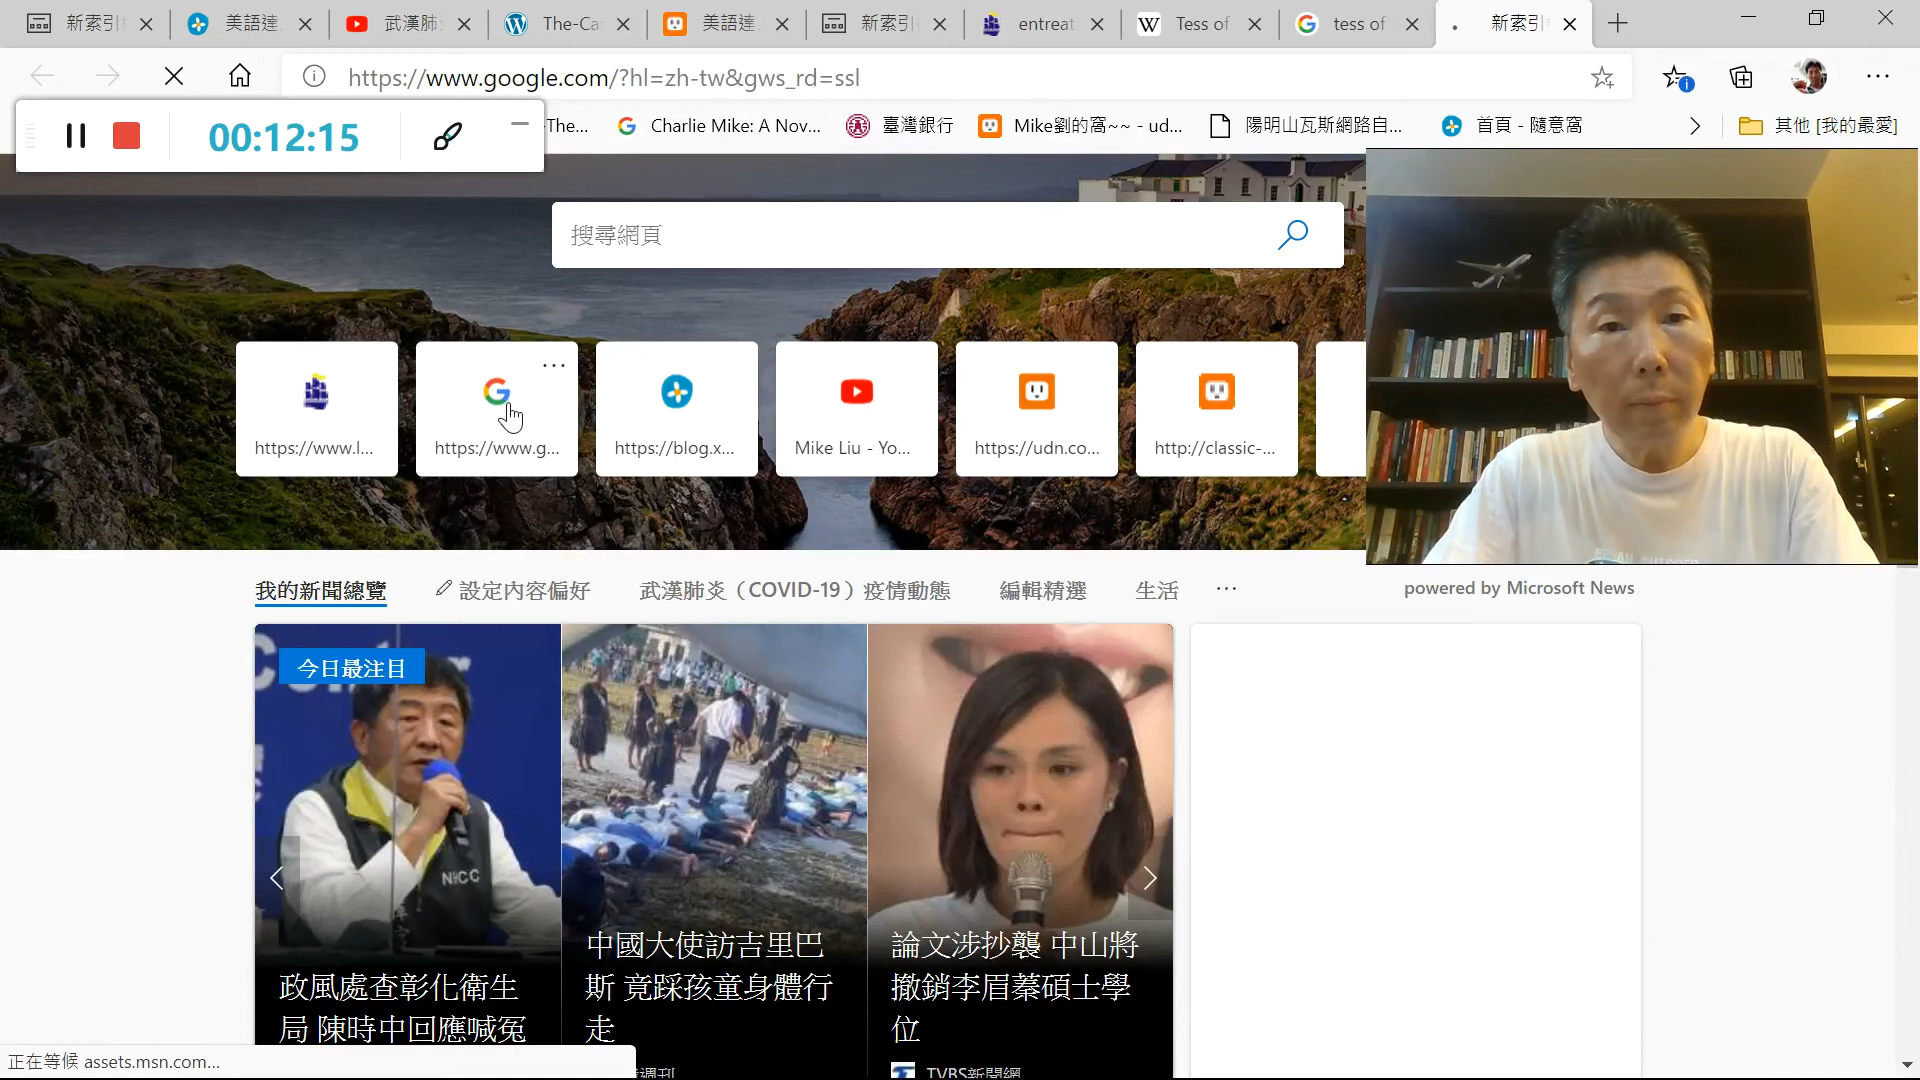 新索引
美語達
武漢肺
The-Ca
美語達
新索引
entreat
Tess of
tess of
新索引
https://www.google.com/?hl=zh-tw&gws_rd=ssl
00:12:15
-The...
Charlie Mike: A Nov...
臺灣銀行
Mike劉的窩~~ - ud...
陽明山瓦斯網路自...
首頁 - 隨意窩
其他 [我的最愛]
搜尋網頁
https://www.l...
https://www.g...
https://blog.x...
Mike Liu - Yo...
https://udn.co...
http://classic-...
我的新聞總覽
設定內容偏好
武漢肺炎（COVID-19）疫情動態
編輯精選
生活
powered by Microsoft News
今日最注目
政風處查彰化衛生
局 陳時中回應喊冤
中國大使訪吉里巴
斯 竟踩孩童身體行
走
論文涉抄襲 中山將
撤銷李眉蓁碩士學
位
TVBS新聞網
正在等候 assets.msn.com...